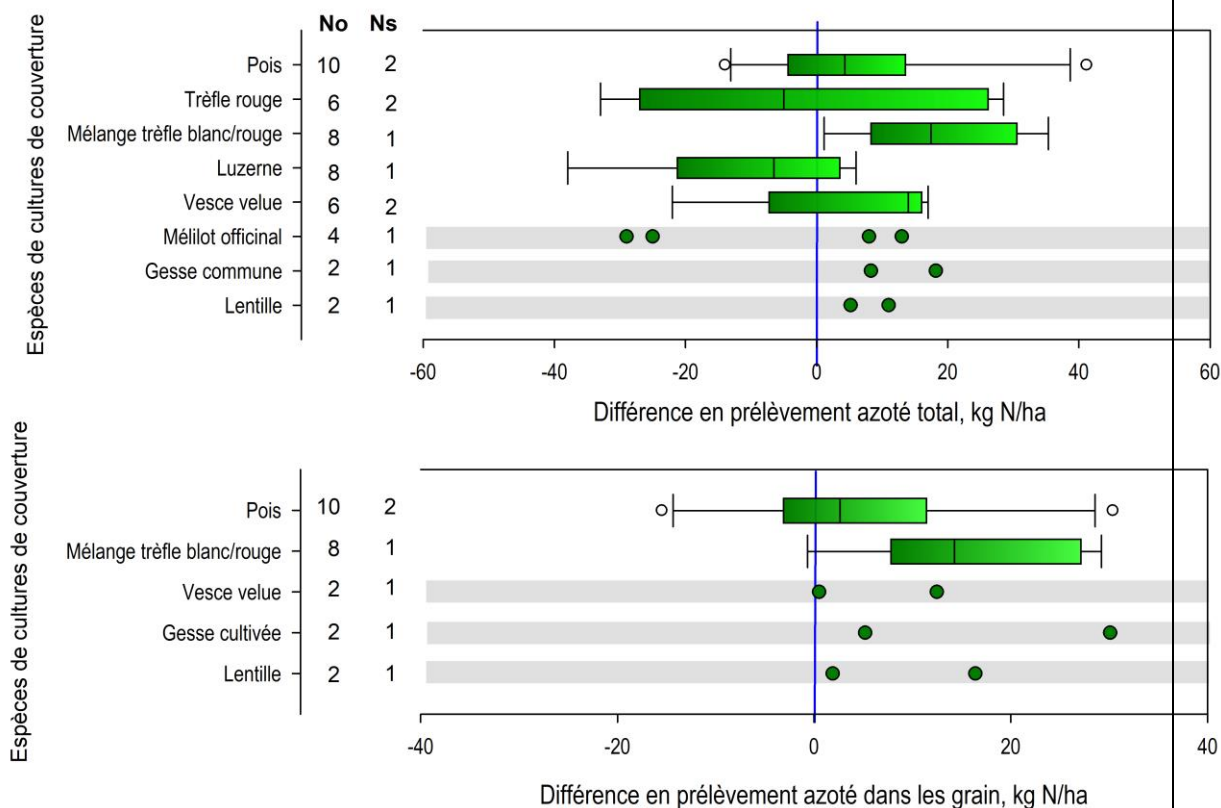 No Ns
Espèces de cultures de couverture
Pois 10 2
Trèfle rouge 6 2
Mélange trèfle blanc/rouge 8 1
Luzerne 8 1
Vesce velue 6 2
Mélilot officinal 4 1
Gesse commune 2 1
Lentille 2 1
-60 -40 -20 0 20 40 60
Différence en prélèvement azoté total, kg N/ha
Espèces de cultures de couverture
Pois 10 2
Mélange trèfle blanc/rouge 8 1
Vesce velue 2 1
Gesse cultivée 2 1
Lentille 2 1
-40 -20 0 20 40
Différence en prélèvement azoté dans les grain, kg N/ha